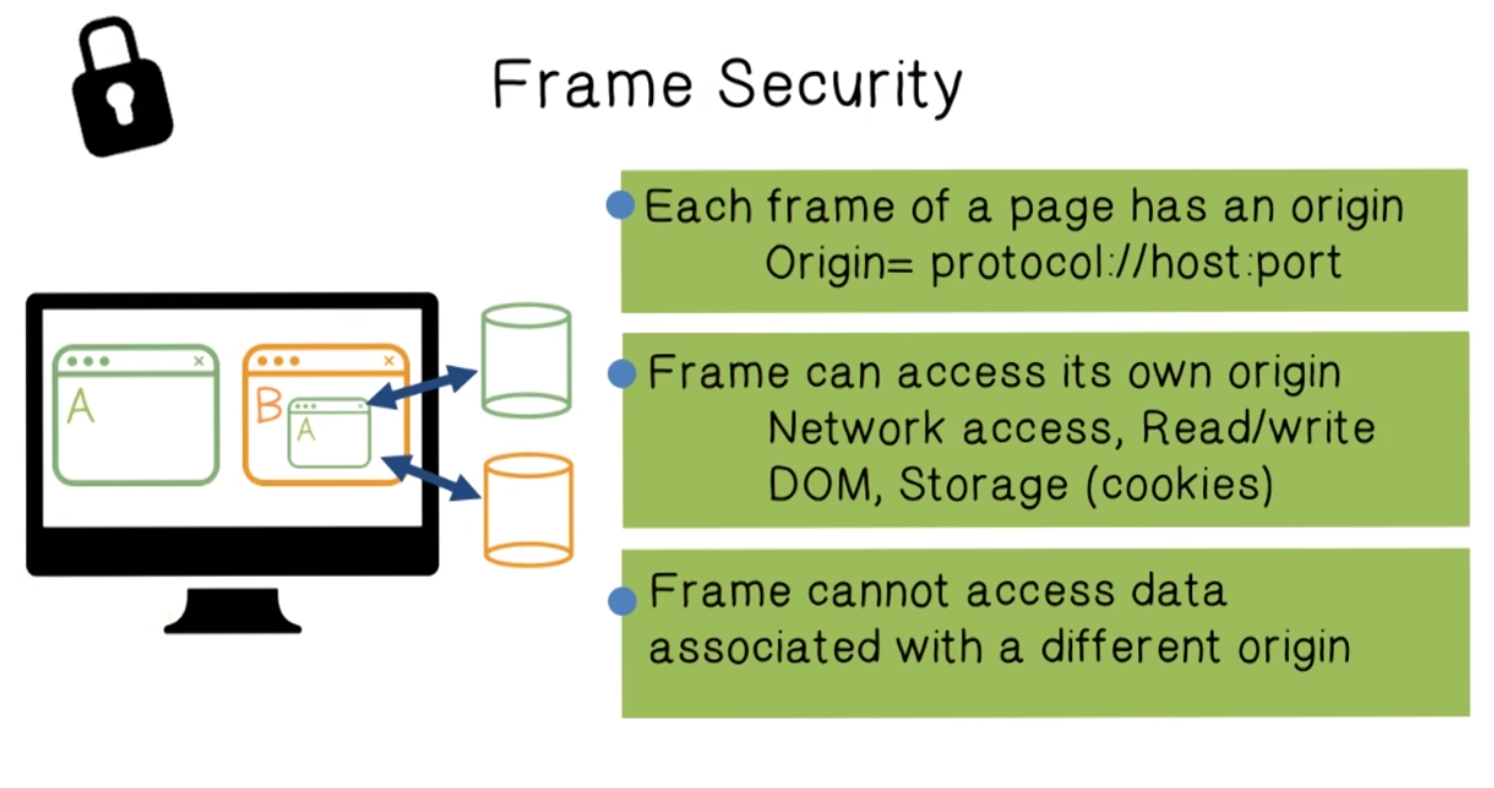 Frame Security
Each frame of a page has an origin
Origin= protocol://host:port
Frame can access its own origin
Network access, Read/write
DOM, Storage (cookies)
Frame cannot access data
associated with a different origin
A
B
A